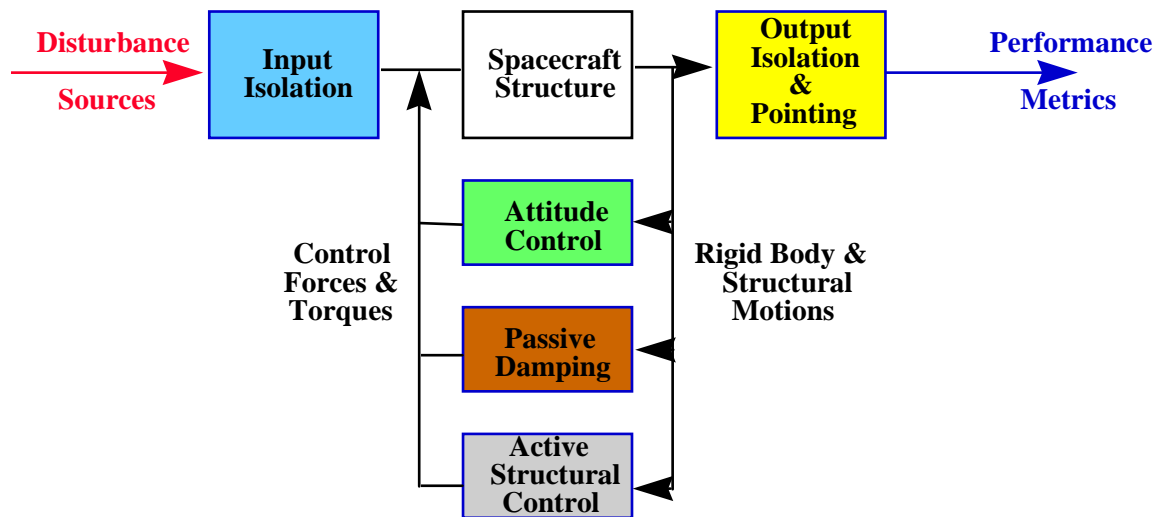 Disturbance
Sources
Input
Isolation
Spacecraft
Structure
Output
Isolation
&
Pointing
Performance
Metrics
Attitude
Control
Control
Forces &
Torques
Rigid Body &
Structural
Motions
Passive
Damping
Active
Structural
Control